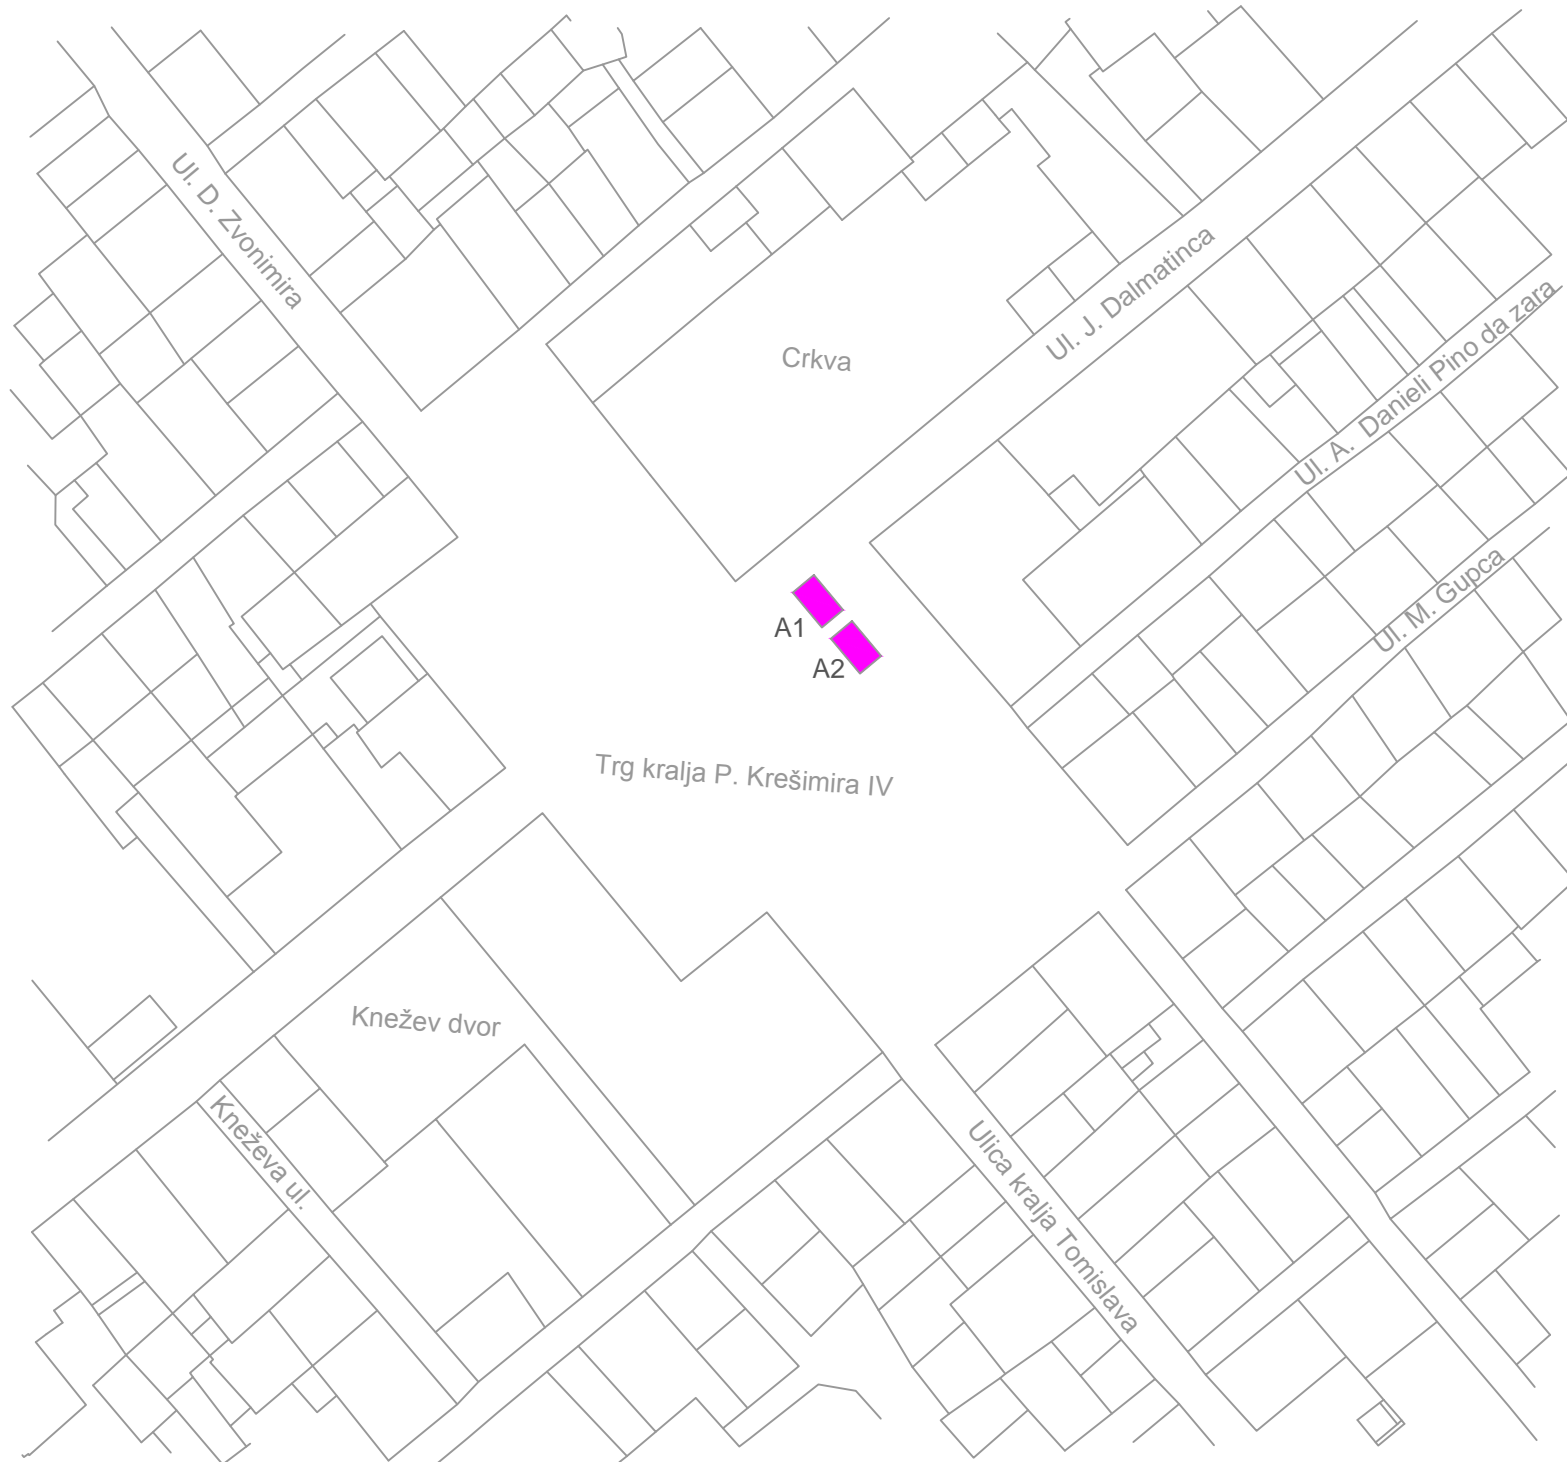 Ul. D. Zvonimira
Ul. J. Dalmatinca
Crkva
Ul. A. Danieli Pino da zara
Ul. M. Gupca
A1
A2
Trg kralja P. Krešimira IV
Knežev dvor
Kneževa ul.
Ulica kralja Tomislava